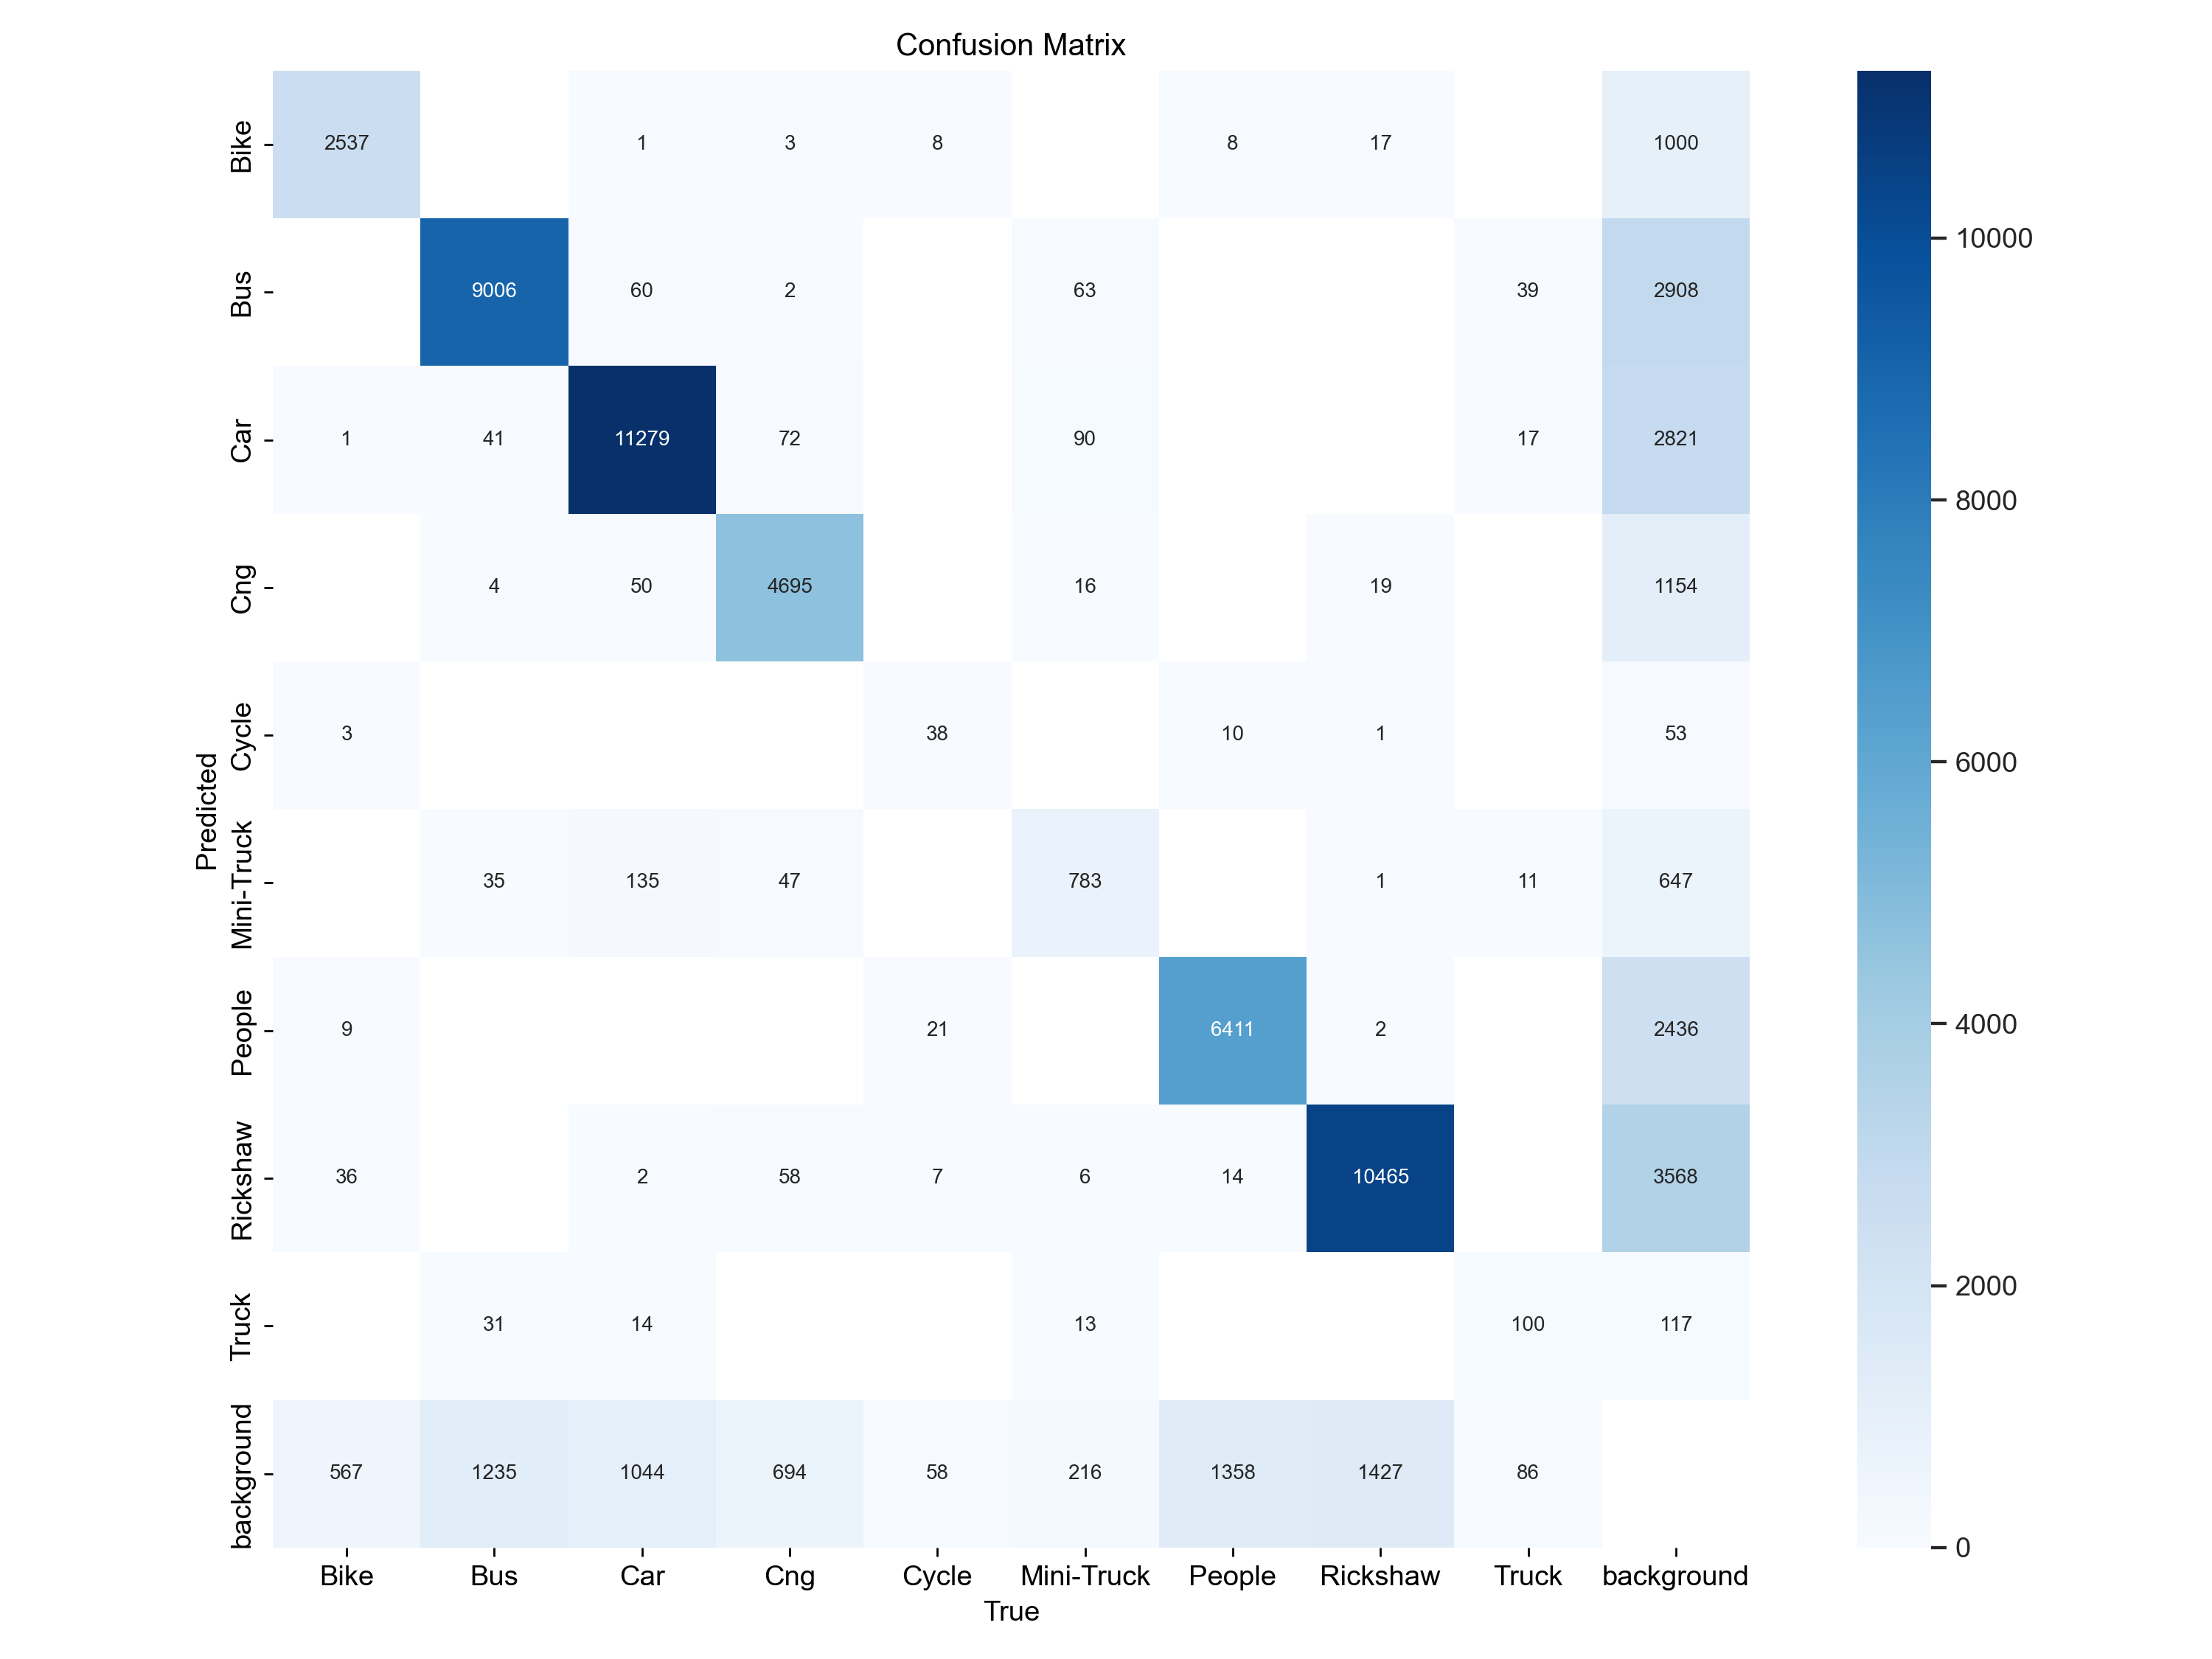 Confusion Matrix
Bike 2537 1 3 8 8 17 1000
Bus 9006 60 2 63 39 2908
Car 1 41 11279 72 90 17 2821
Cng 4 50 4695 16 19 1154
Cycle 3 38 10 1 53
Mini-Truck 35 135 47 783 1 11 647
People 9 21 6411 2 2436
Rickshaw 36 2 58 7 6 14 10465 3568
Truck 31 14 13 100 117
background 567 1235 1044 694 58 216 1358 1427 86
Predicted
Bike Bus Car Cng Cycle Mini-Truck People Rickshaw Truck background
True
10000
8000
6000
4000
2000
0